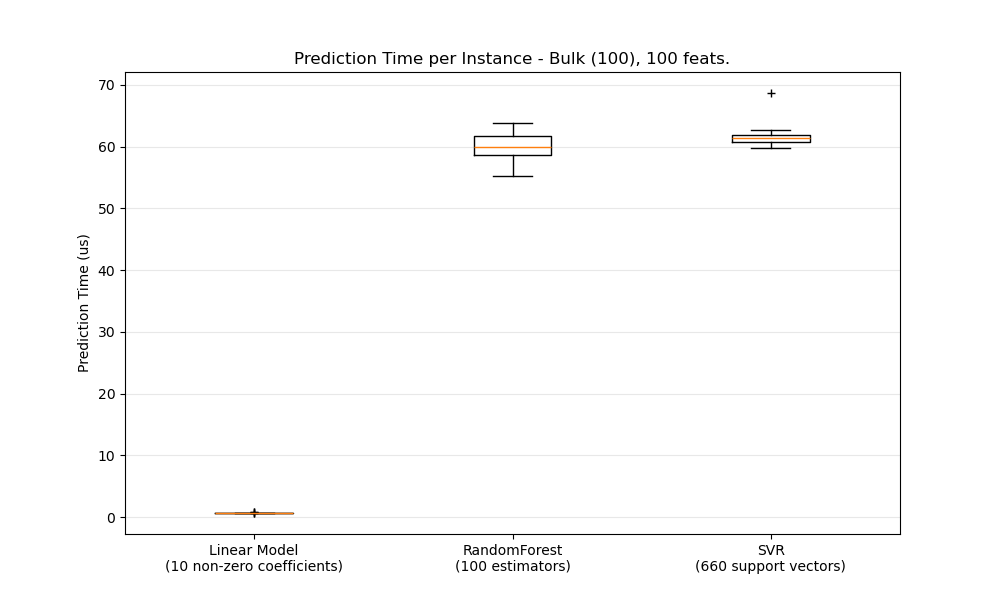 Prediction Time per Instance - Bulk (100), 100 feats.
70
60
50
40
30
20
10
0
Prediction Time (us)
Linear Model
(10 non-zero coefficients)
RandomForest
(100 estimators)
SVR
(660 support vectors)